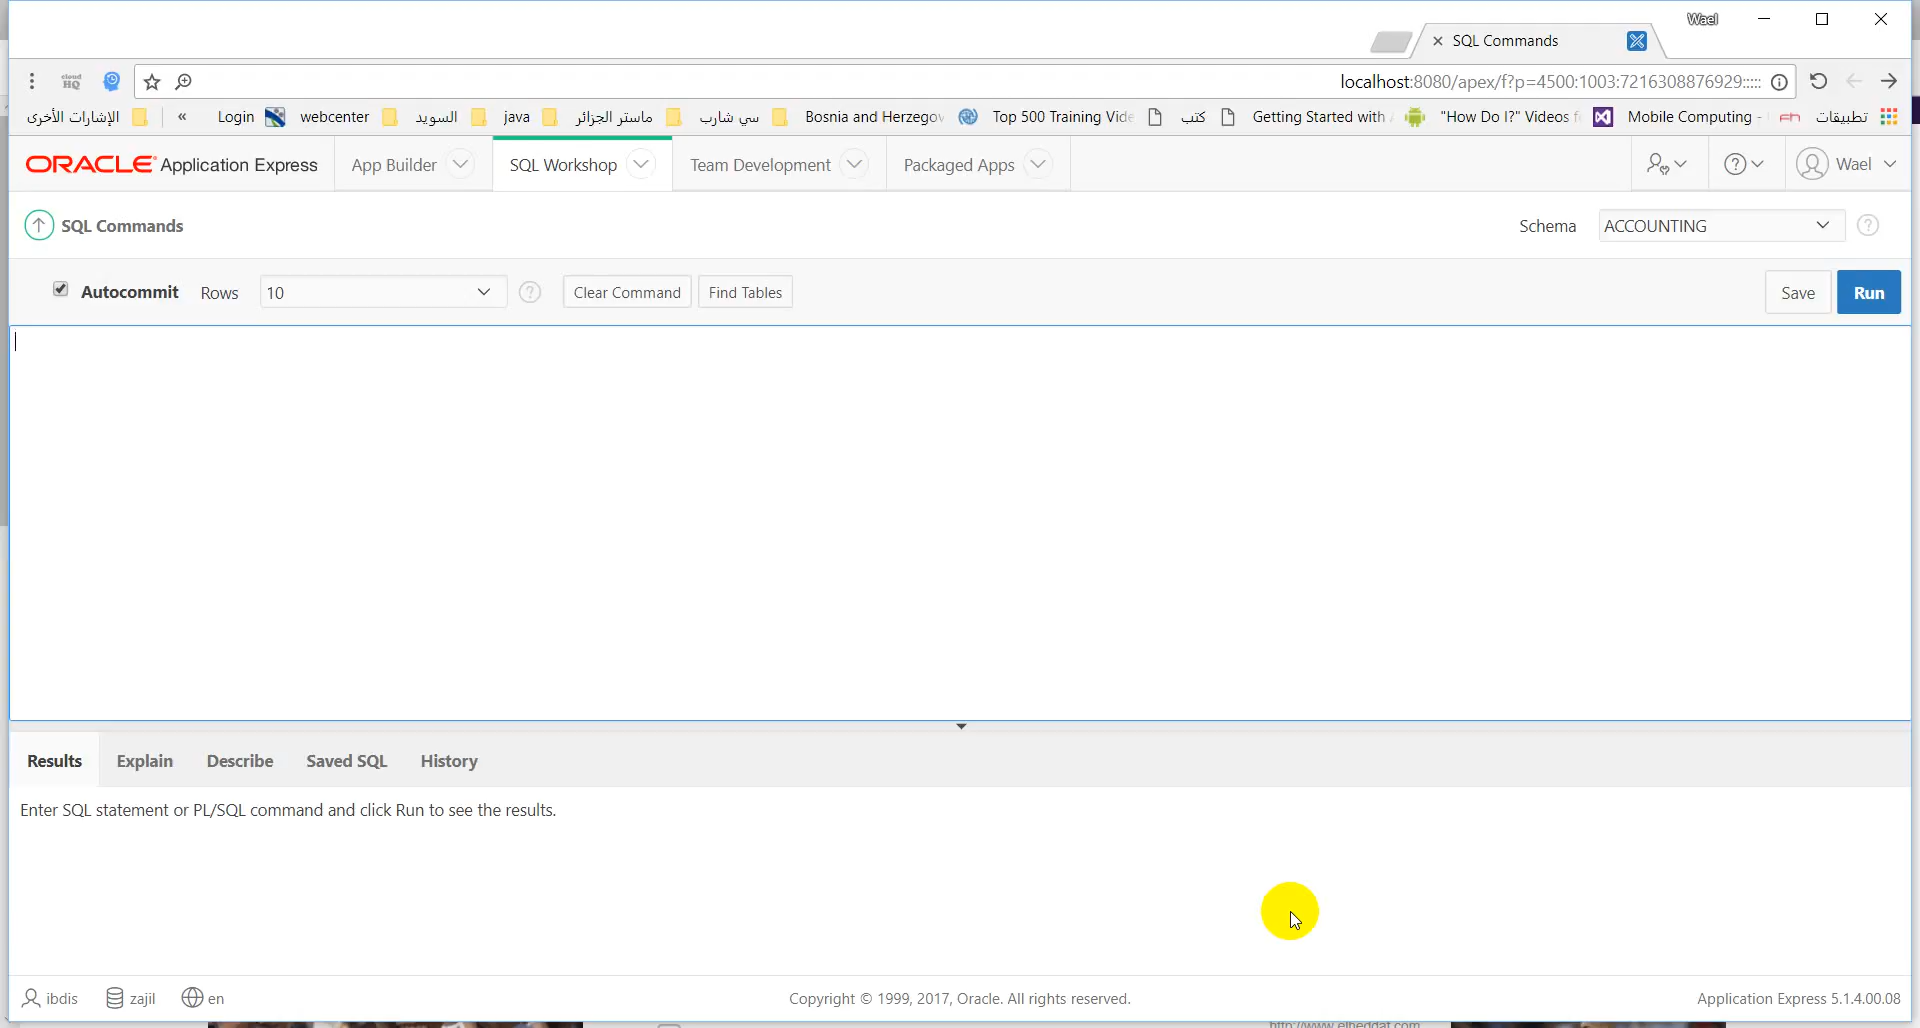 Wael
SQL Commands
cloud HQ
localhost:8080/apex/f?p=4500:1003:7216308876929:::::
الإشارات الأخرى « Login webcenter السويد java ماستر الجزائر سي شارب Bosnia and Herzegov Top 500 Training Vide كتب Getting Started with "How Do I?" Videos f Mobile Computing - تطبيقات
ORACLE Application Express App Builder SQL Workshop Team Development Packaged Apps Wael
SQL Commands Schema ACCOUNTING
Autocommit Rows 10 Clear Command Find Tables Save Run
Results Explain Describe Saved SQL History
Enter SQL statement or PL/SQL command and click Run to see the results.
ibdis zajil en Copyright © 1999, 2017, Oracle. All rights reserved. Application Express 5.1.4.00.08